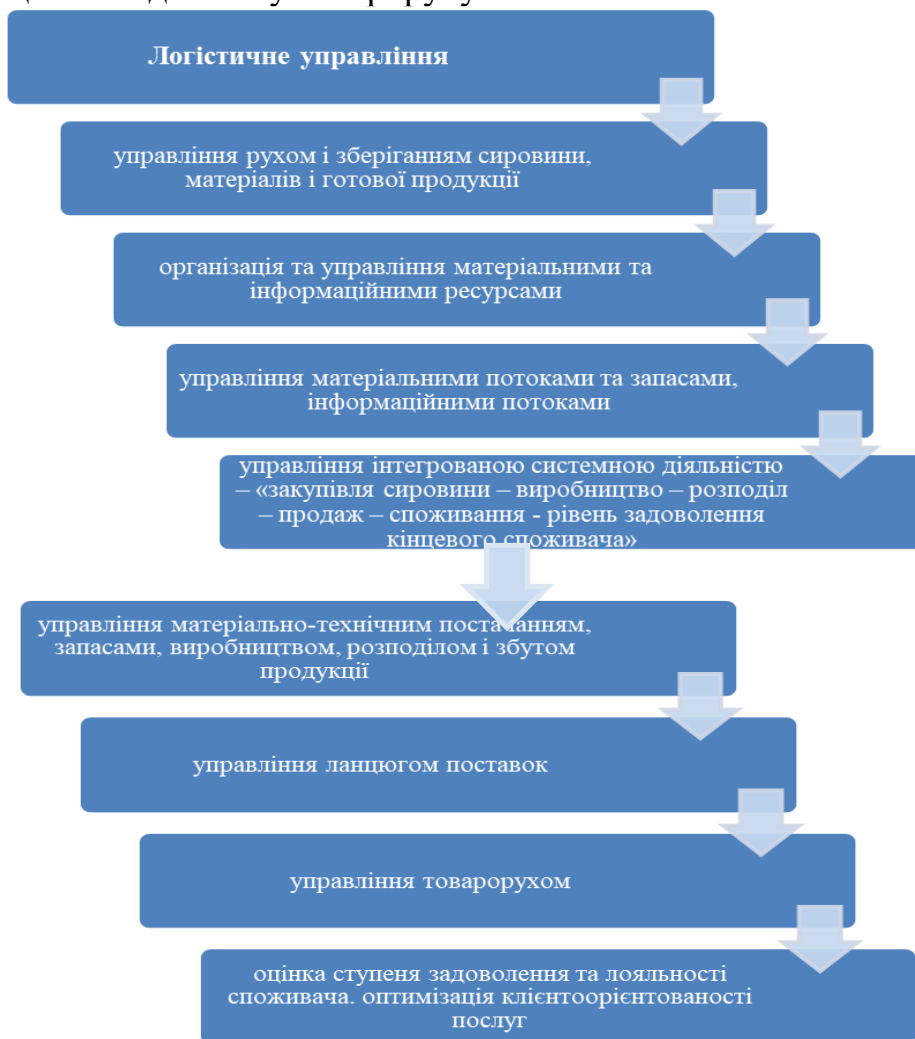 Логістичне управління
управління рухом і зберіганням сировини,
матеріалів і готової продукції
організація та управління матеріальними та
інформаційними ресурсами
управління матеріальними потоками та запасами,
інформаційними потоками
управління інтегрованою системною діяльністю
– «закупівля сировини – виробництво – розподіл
– продаж – споживання - рівень задоволення
кінцевого споживача»
управління матеріально-технічним постачанням,
запасами, виробництвом, розподілом і збутом
продукції
управління ланцюгом поставок
управління товарорухом
оцінка ступеня задоволення та лояльності
споживача. оптимізація клієнтоорієнтованості
послуг